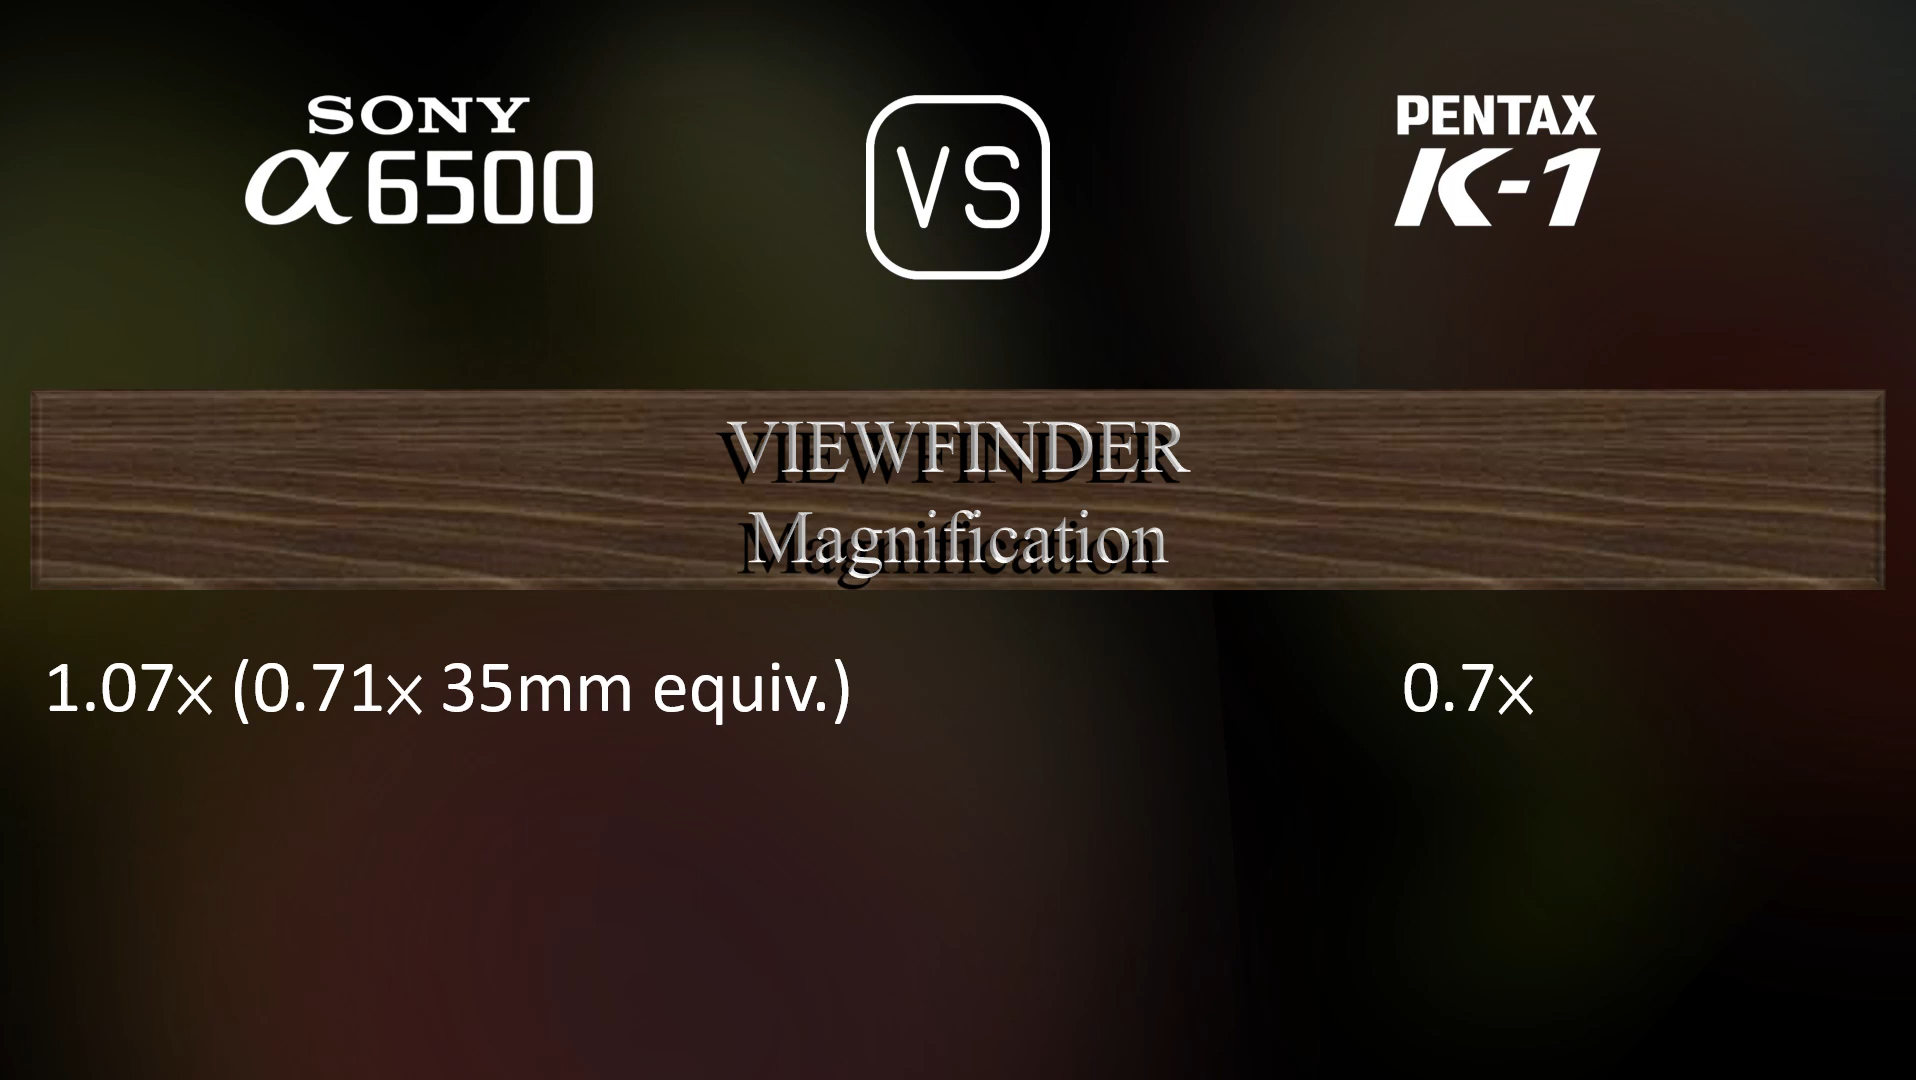 SONY
α6500
VS
PENTAX
K-1
VIEWFINDER
Magnification
1.07x (0.71x 35mm equiv.)
0.7x